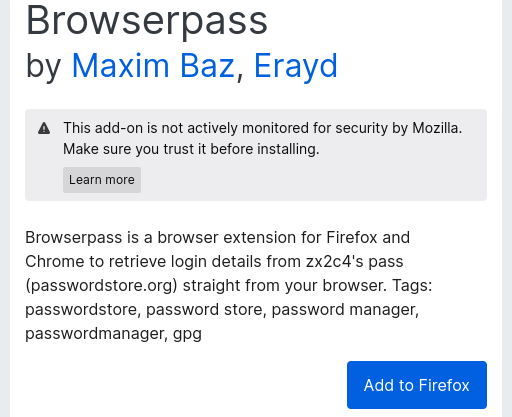 Browserpass
by Maxim Baz, Erayd
This add-on is not actively monitored for security by Mozilla.
Make sure you trust it before installing.
Learn more
Browserpass is a browser extension for Firefox and
Chrome to retrieve login details from zx2c4's pass
(passwordstore.org) straight from your browser. Tags:
passwordstore, password store, password manager,
passwordmanager, gpg
Add to Firefox